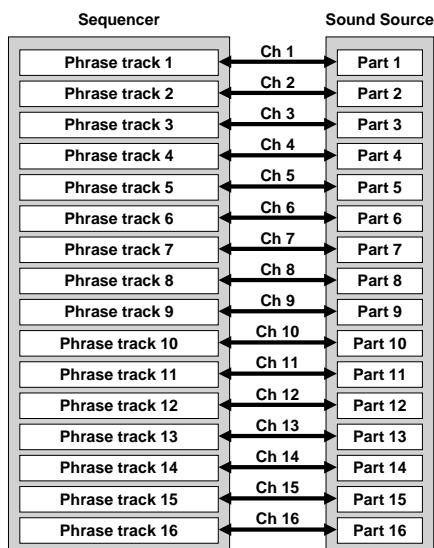 Sequencer Sound Source
Phrase track 1 Ch 1 Part 1
Phrase track 2 Ch 2 Part 2
Phrase track 3 Ch 3 Part 3
Phrase track 4 Ch 4 Part 4
Phrase track 5 Ch 5 Part 5
Phrase track 6 Ch 6 Part 6
Phrase track 7 Ch 7 Part 7
Phrase track 8 Ch 8 Part 8
Phrase track 9 Ch 9 Part 9
Phrase track 10 Ch 10 Part 10
Phrase track 11 Ch 11 Part 11
Phrase track 12 Ch 12 Part 12
Phrase track 13 Ch 13 Part 13
Phrase track 14 Ch 14 Part 14
Phrase track 15 Ch 15 Part 15
Phrase track 16 Ch 16 Part 16